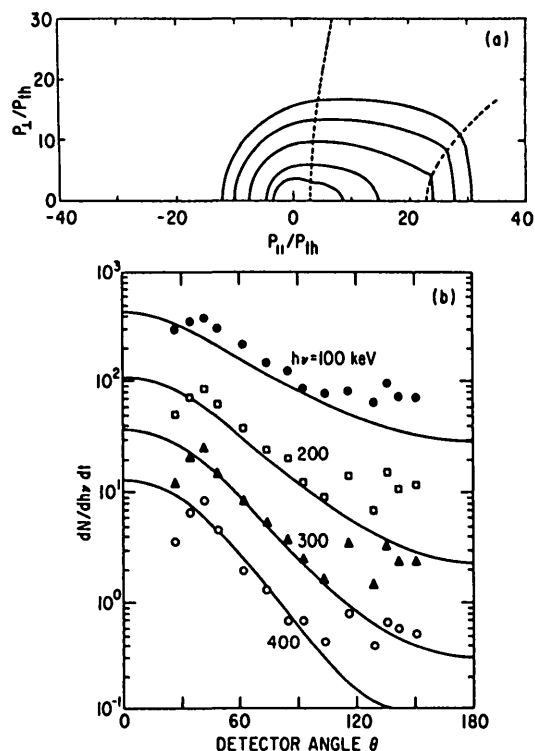 30
(a)
20
P⊥/Pth
10
0
-40 -20 0 20 40
P||/Pth
10³
(b)
hν=100 keV
10²
200
dN/dhν dt
10¹
300
10⁰
400
10⁻¹
0 60 120 180
DETECTOR ANGLE θ